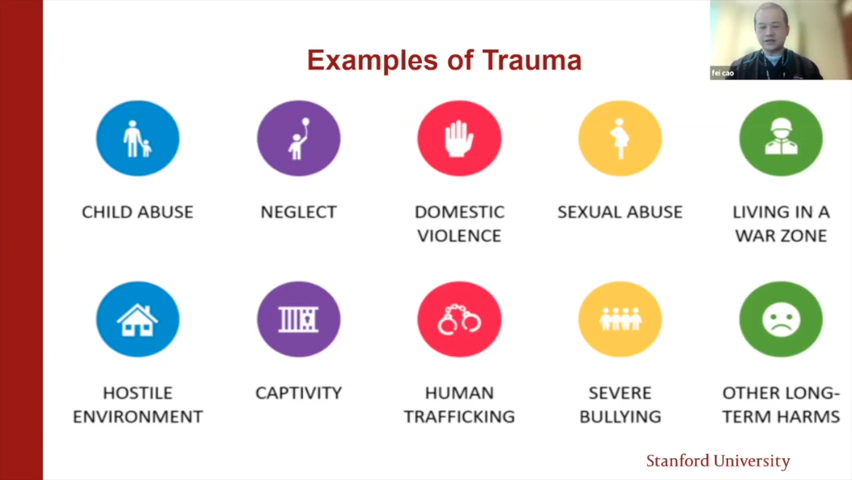 Examples of Trauma
fei cao
CHILD ABUSE
NEGLECT
DOMESTIC
VIOLENCE
SEXUAL ABUSE
LIVING IN A
WAR ZONE
HOSTILE
ENVIRONMENT
CAPTIVITY
HUMAN
TRAFFICKING
SEVERE
BULLYING
OTHER LONG-
TERM HARMS
Stanford University